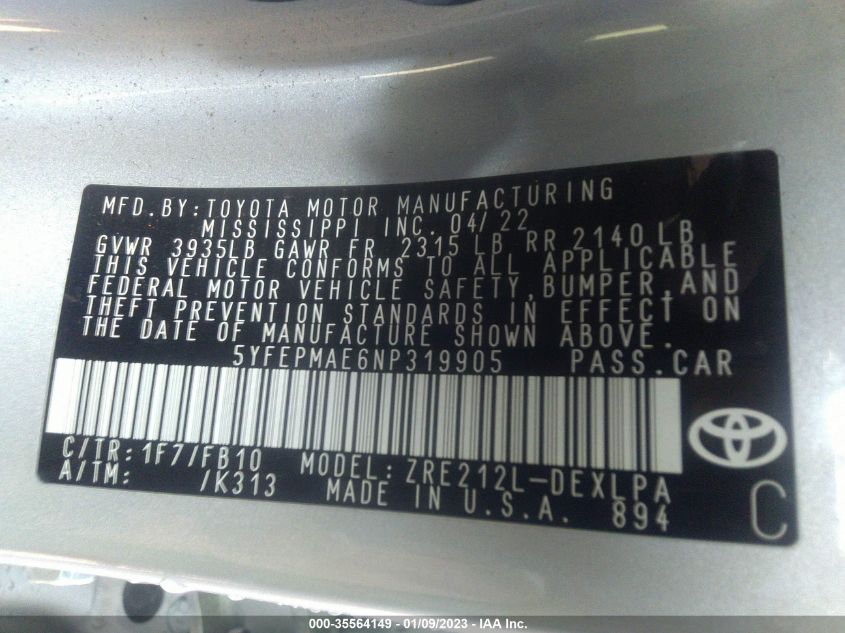 MFD.BY:TOYOTA MOTOR MANUFACTURING
MISSISSIPPI INC. 04/22
GVWR 3935LB GAWR FR 2315 LB RR 2140 LB
THIS VEHICLE CONFORMS TO ALL APPLICABLE
FEDERAL MOTOR VEHICLE SAFETY,BUMPER,AND
THEFT PREVENTION STANDARDS IN EFFECT ON
THE DATE OF MANUFACTURE SHOWN ABOVE.
5YFEPMAE6NP319905 PASS.CAR
C/TR: 1F7/FB10 MODEL: ZRE212L-DEXLPA
A/TM: /K313 MADE IN U.S.A. 894 C
000-35564149 - 01/09/2023 - IAA Inc.